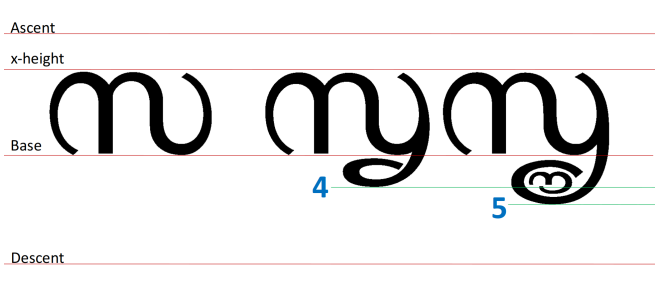 Ascent
x-height
സ സു സൂ
Base
4
5
Descent